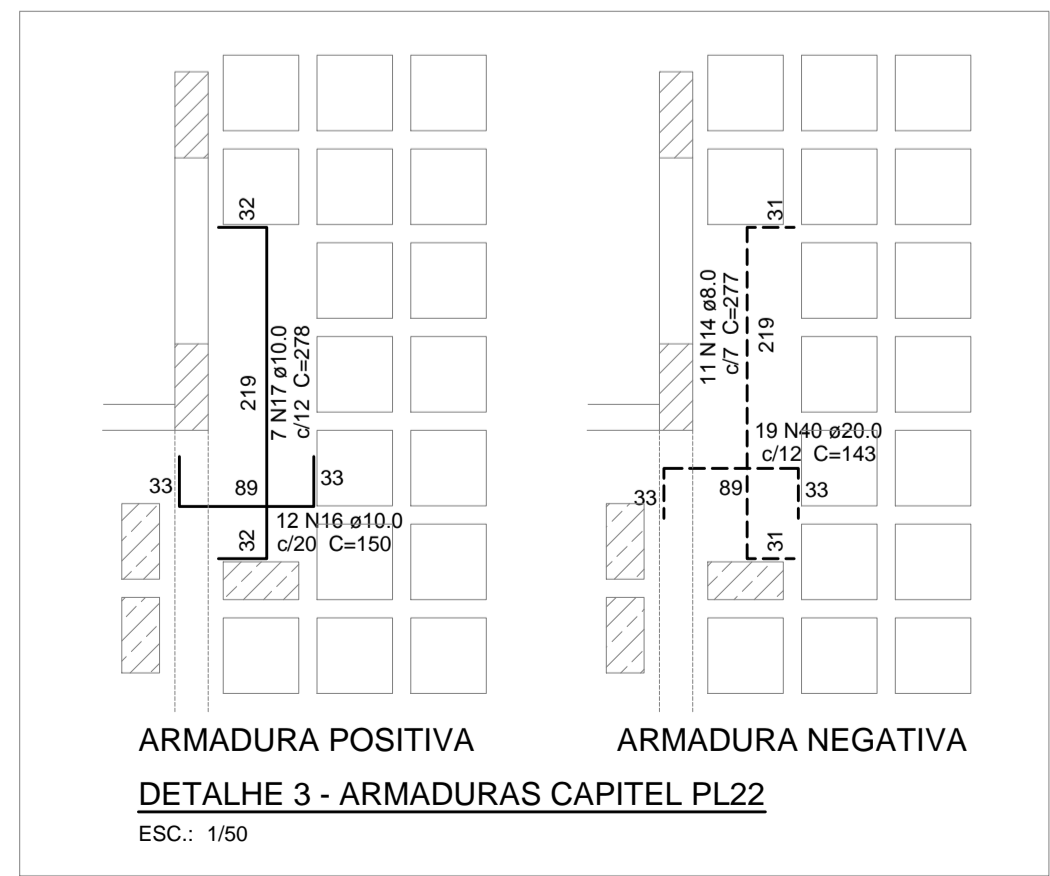 32
219
7 N17 ø10.0
c/12 C=278
33
89
33
12 N16 ø10.0
c/20 C=150
32
31
11 N14 ø8.0
c/7 C=277
219
19 N40 ø20.0
c/12 C=143
33
89
33
31
ARMADURA POSITIVA
ARMADURA NEGATIVA
DETALHE 3 - ARMADURAS CAPITEL PL22
ESC.: 1/50